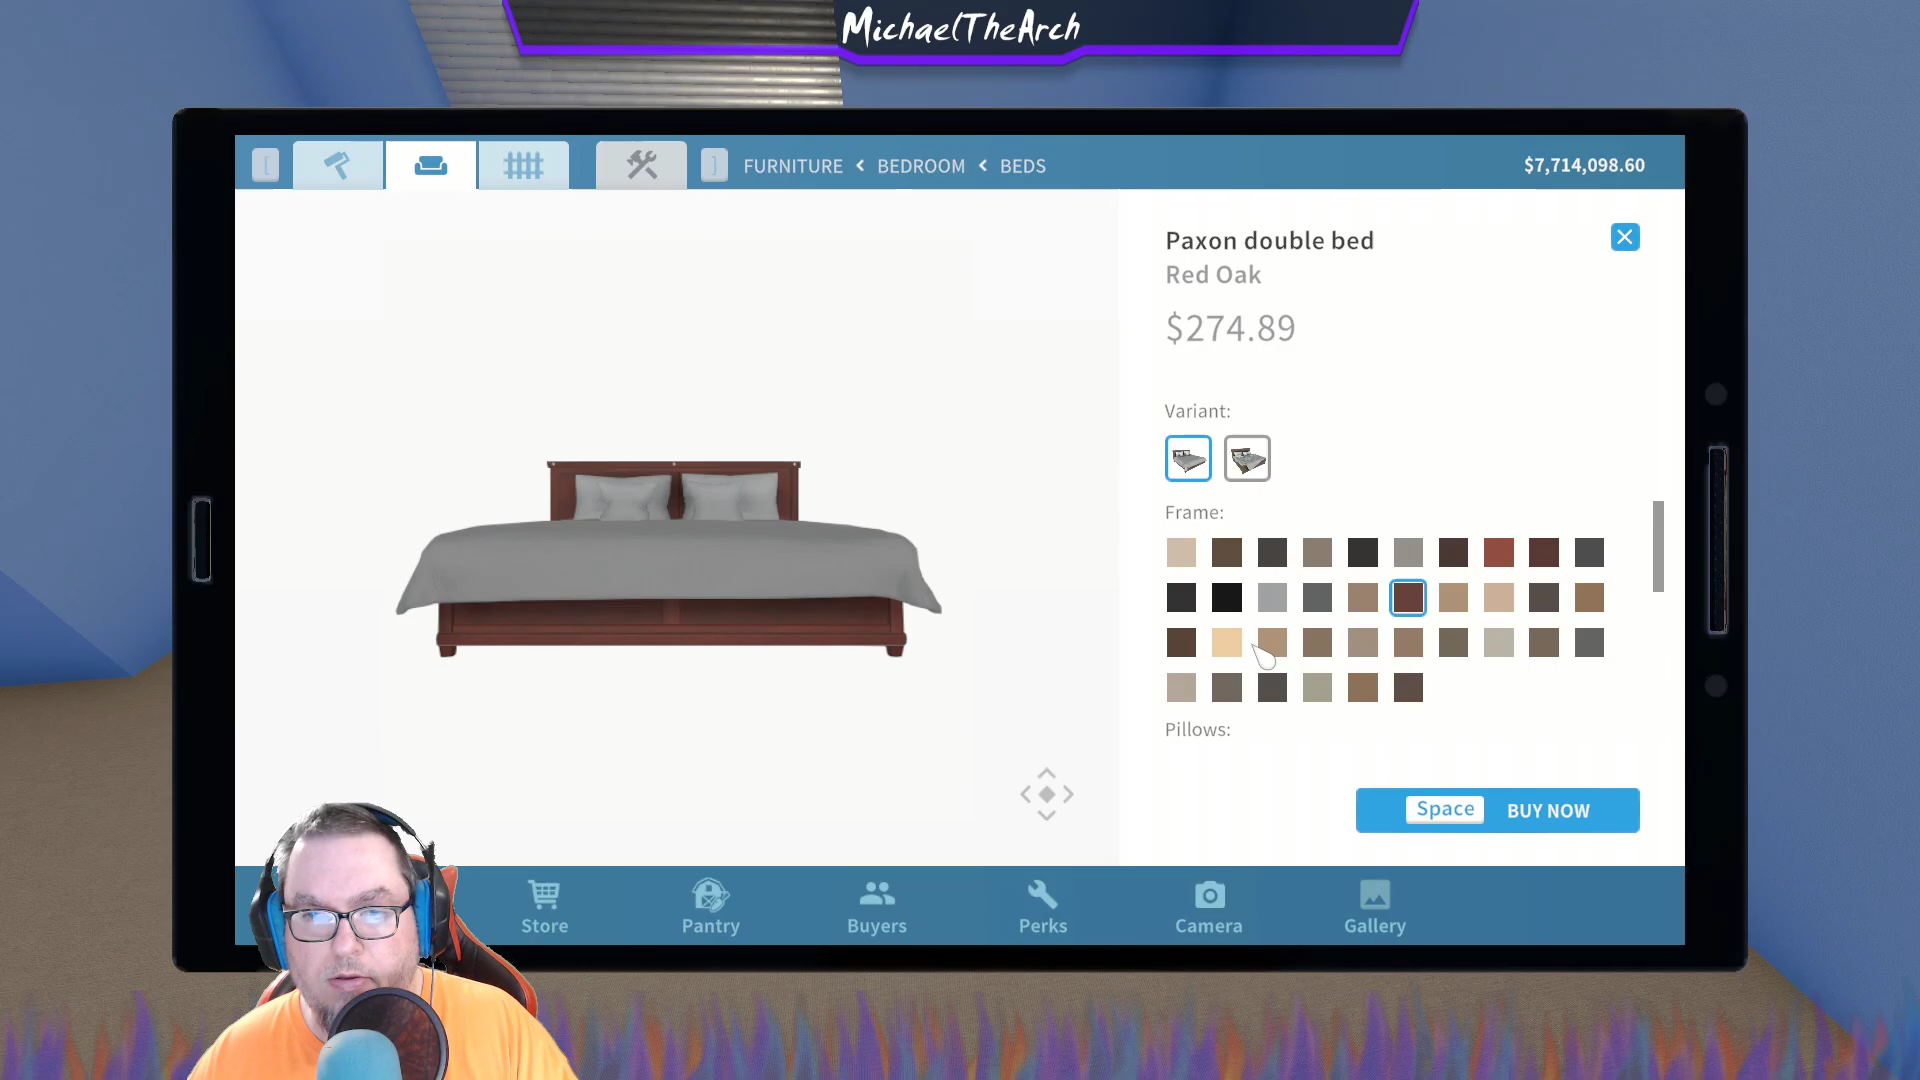 MichaelTheArch
[ ] FURNITURE < BEDROOM < BEDS $7,714,098.60
Paxon double bed
Red Oak
$274.89
Variant:
Frame:
Pillows:
Space BUY NOW
Store Pantry Buyers Perks Camera Gallery